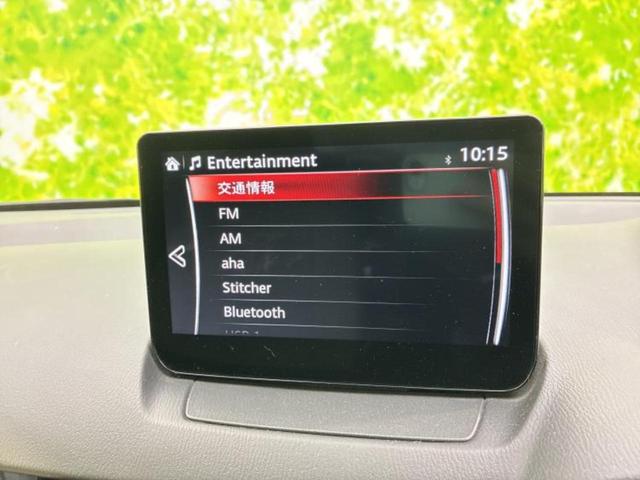 Entertainment 10:15
交通情報
FM
AM
aha
Stitcher
Bluetooth